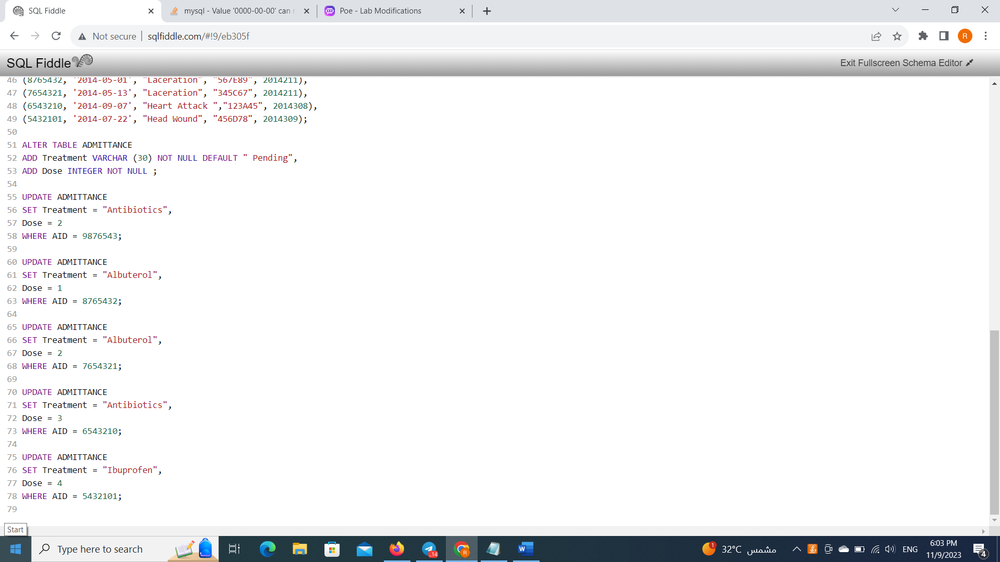 SQL Fiddle
mysql - Value '0000-00-00' can
Poe - Lab Modifications
Not secure
sqlfiddle.com/#!9/eb305f
R
SQL Fiddle
Exit Fullscreen Schema Editor
46 (8765432, '2014-05-01', "Laceration", "567E89", 2014211),
47 (7654321, '2014-05-13', "Laceration", "345C67", 2014211),
48 (6543210, '2014-09-07', "Heart Attack ","123A45", 2014308),
49 (5432101, '2014-07-22', "Head Wound", "456D78", 2014309);
50
51 ALTER TABLE ADMITTANCE
52 ADD Treatment VARCHAR (30) NOT NULL DEFAULT " Pending",
53 ADD Dose INTEGER NOT NULL ;
54
55 UPDATE ADMITTANCE
56 SET Treatment = "Antibiotics",
57 Dose = 2
58 WHERE AID = 9876543;
59
60 UPDATE ADMITTANCE
61 SET Treatment = "Albuterol",
62 Dose = 1
63 WHERE AID = 8765432;
64
65 UPDATE ADMITTANCE
66 SET Treatment = "Albuterol",
67 Dose = 2
68 WHERE AID = 7654321;
69
70 UPDATE ADMITTANCE
71 SET Treatment = "Antibiotics",
72 Dose = 3
73 WHERE AID = 6543210;
74
75 UPDATE ADMITTANCE
76 SET Treatment = "Ibuprofen",
77 Dose = 4
78 WHERE AID = 5432101;
79
Start
Type here to search
..14
R
W
1
32°C مشمس
ENG
6:03 PM
11/9/2023
4